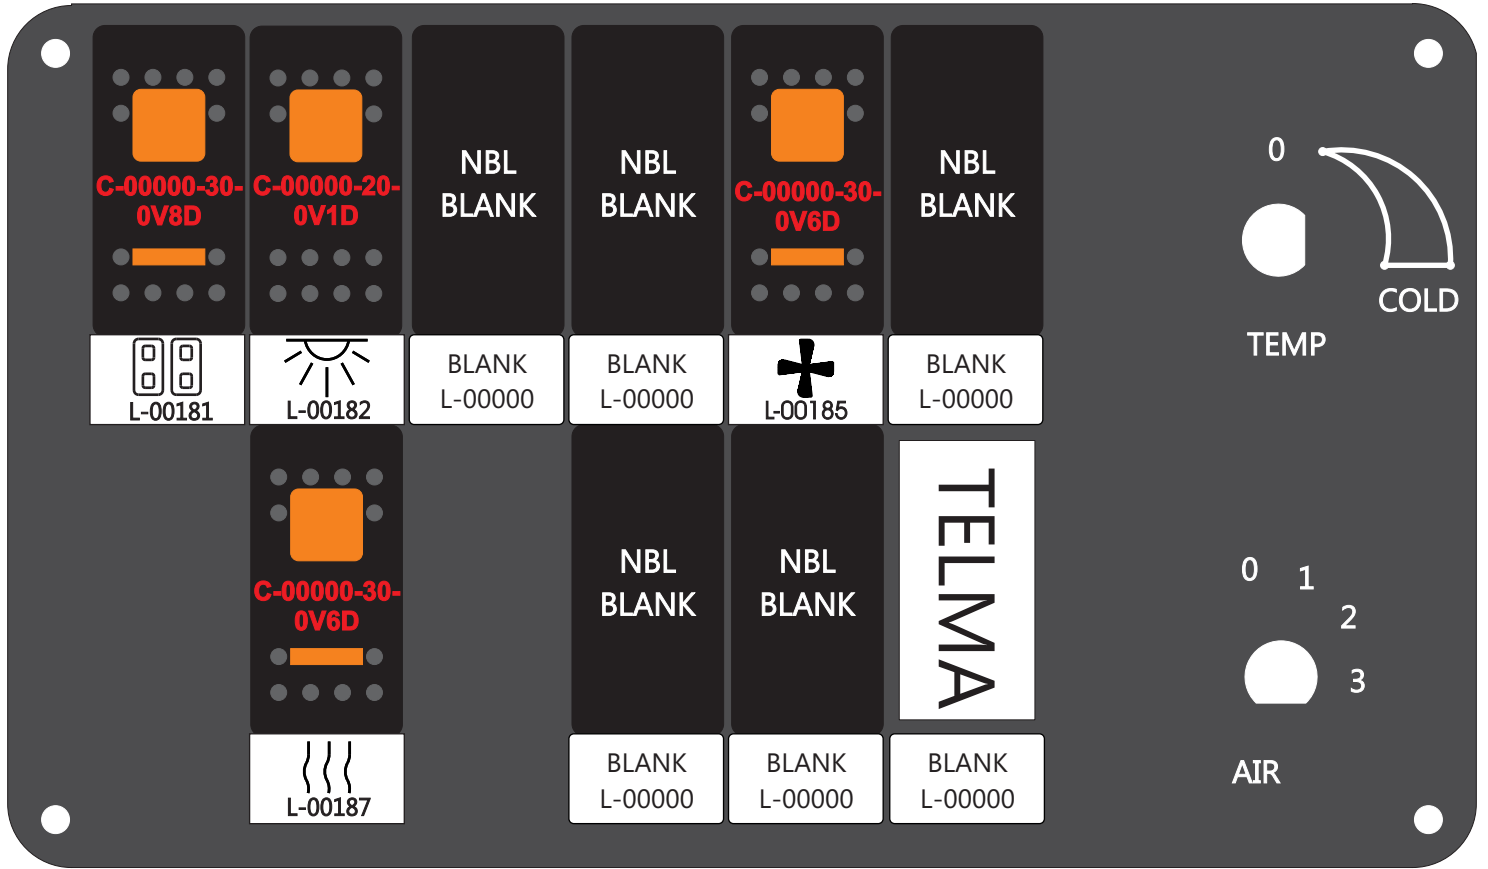 C-00000-30-
0V8D
C-00000-20-
0V1D
NBL
BLANK
NBL
BLANK
C-00000-30-
0V6D
NBL
BLANK
0
COLD
TEMP
L-00181
L-00182
BLANK
L-00000
BLANK
L-00000
L-00185
BLANK
L-00000
C-00000-30-
0V6D
NBL
BLANK
NBL
BLANK
TELMA
0
1
2
3
AIR
L-00187
BLANK
L-00000
BLANK
L-00000
BLANK
L-00000